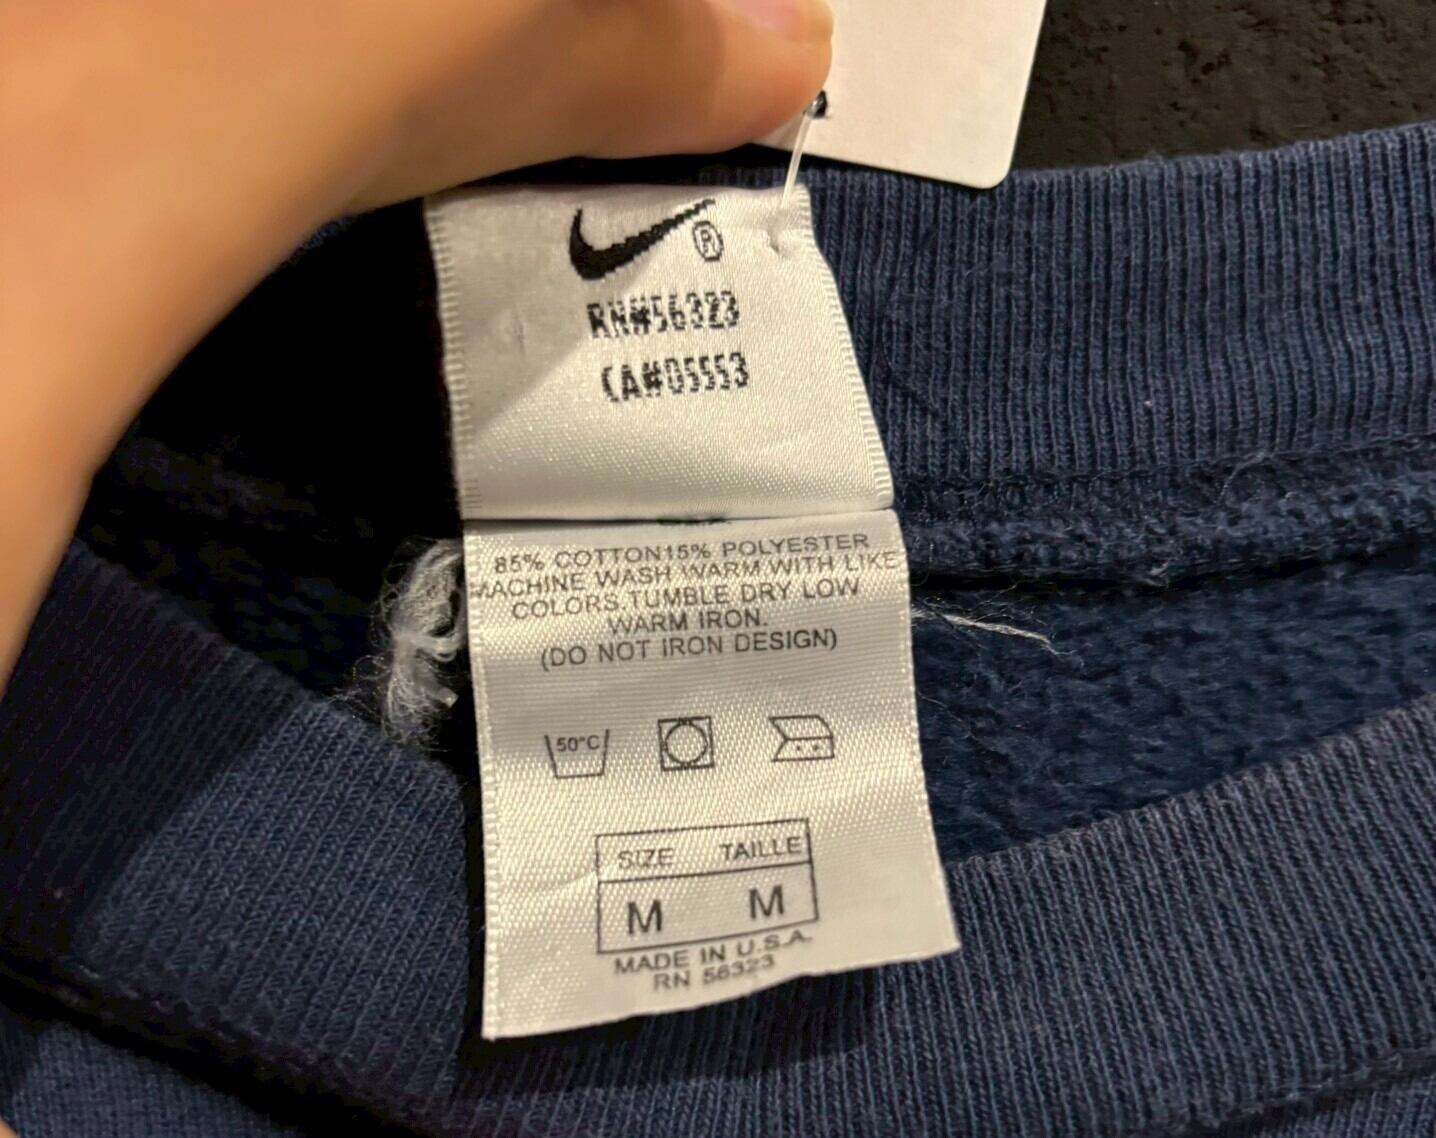 ®
RN#56323
CA#05553
85% COTTON15% POLYESTER
MACHINE WASH WARM WITH LIKE
COLORS.TUMBLE DRY LOW
WARM IRON.
(DO NOT IRON DESIGN)
50°C
SIZE TAILLE
M M
MADE IN U.S.A.
RN 56323